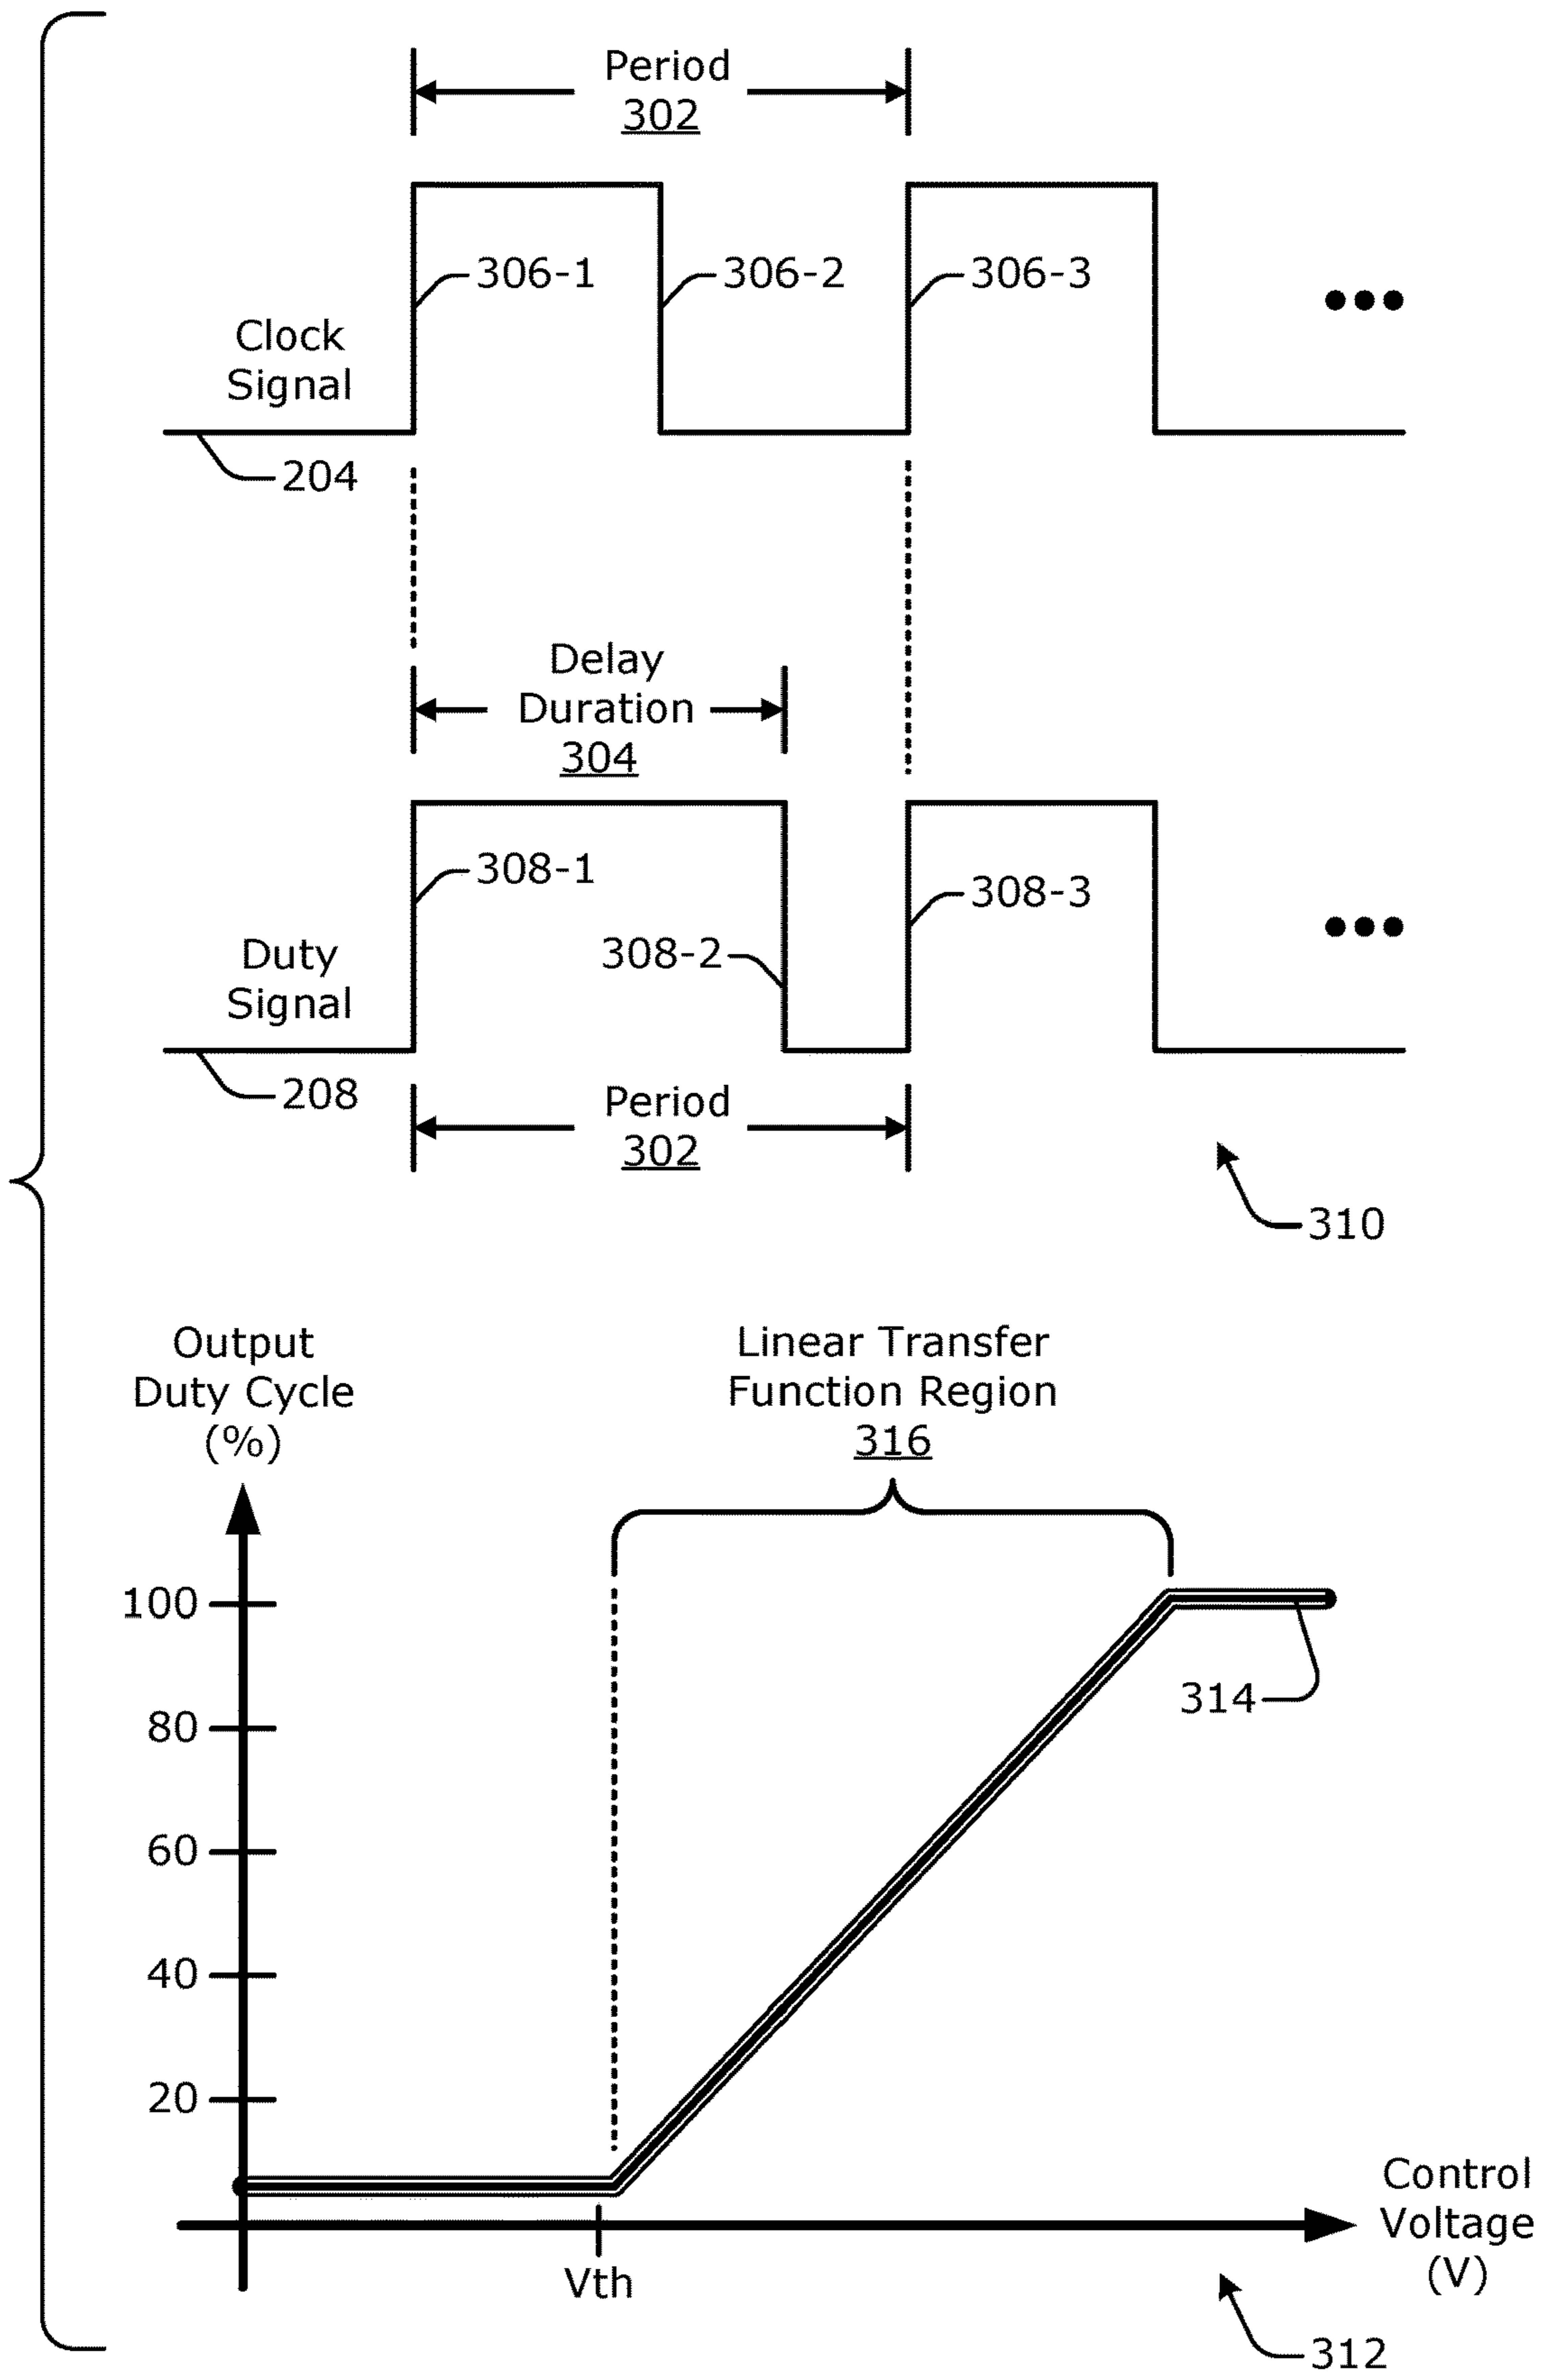 Period
302
306-1
306-2
306-3
Clock
Signal
204
Delay
Duration
304
308-1
308-3
308-2
Duty
Signal
208
Period
302
310
Output
Duty Cycle
(%)
Linear Transfer
Function Region
316
100
314
80
60
40
20
Control
Voltage
(V)
Vth
312